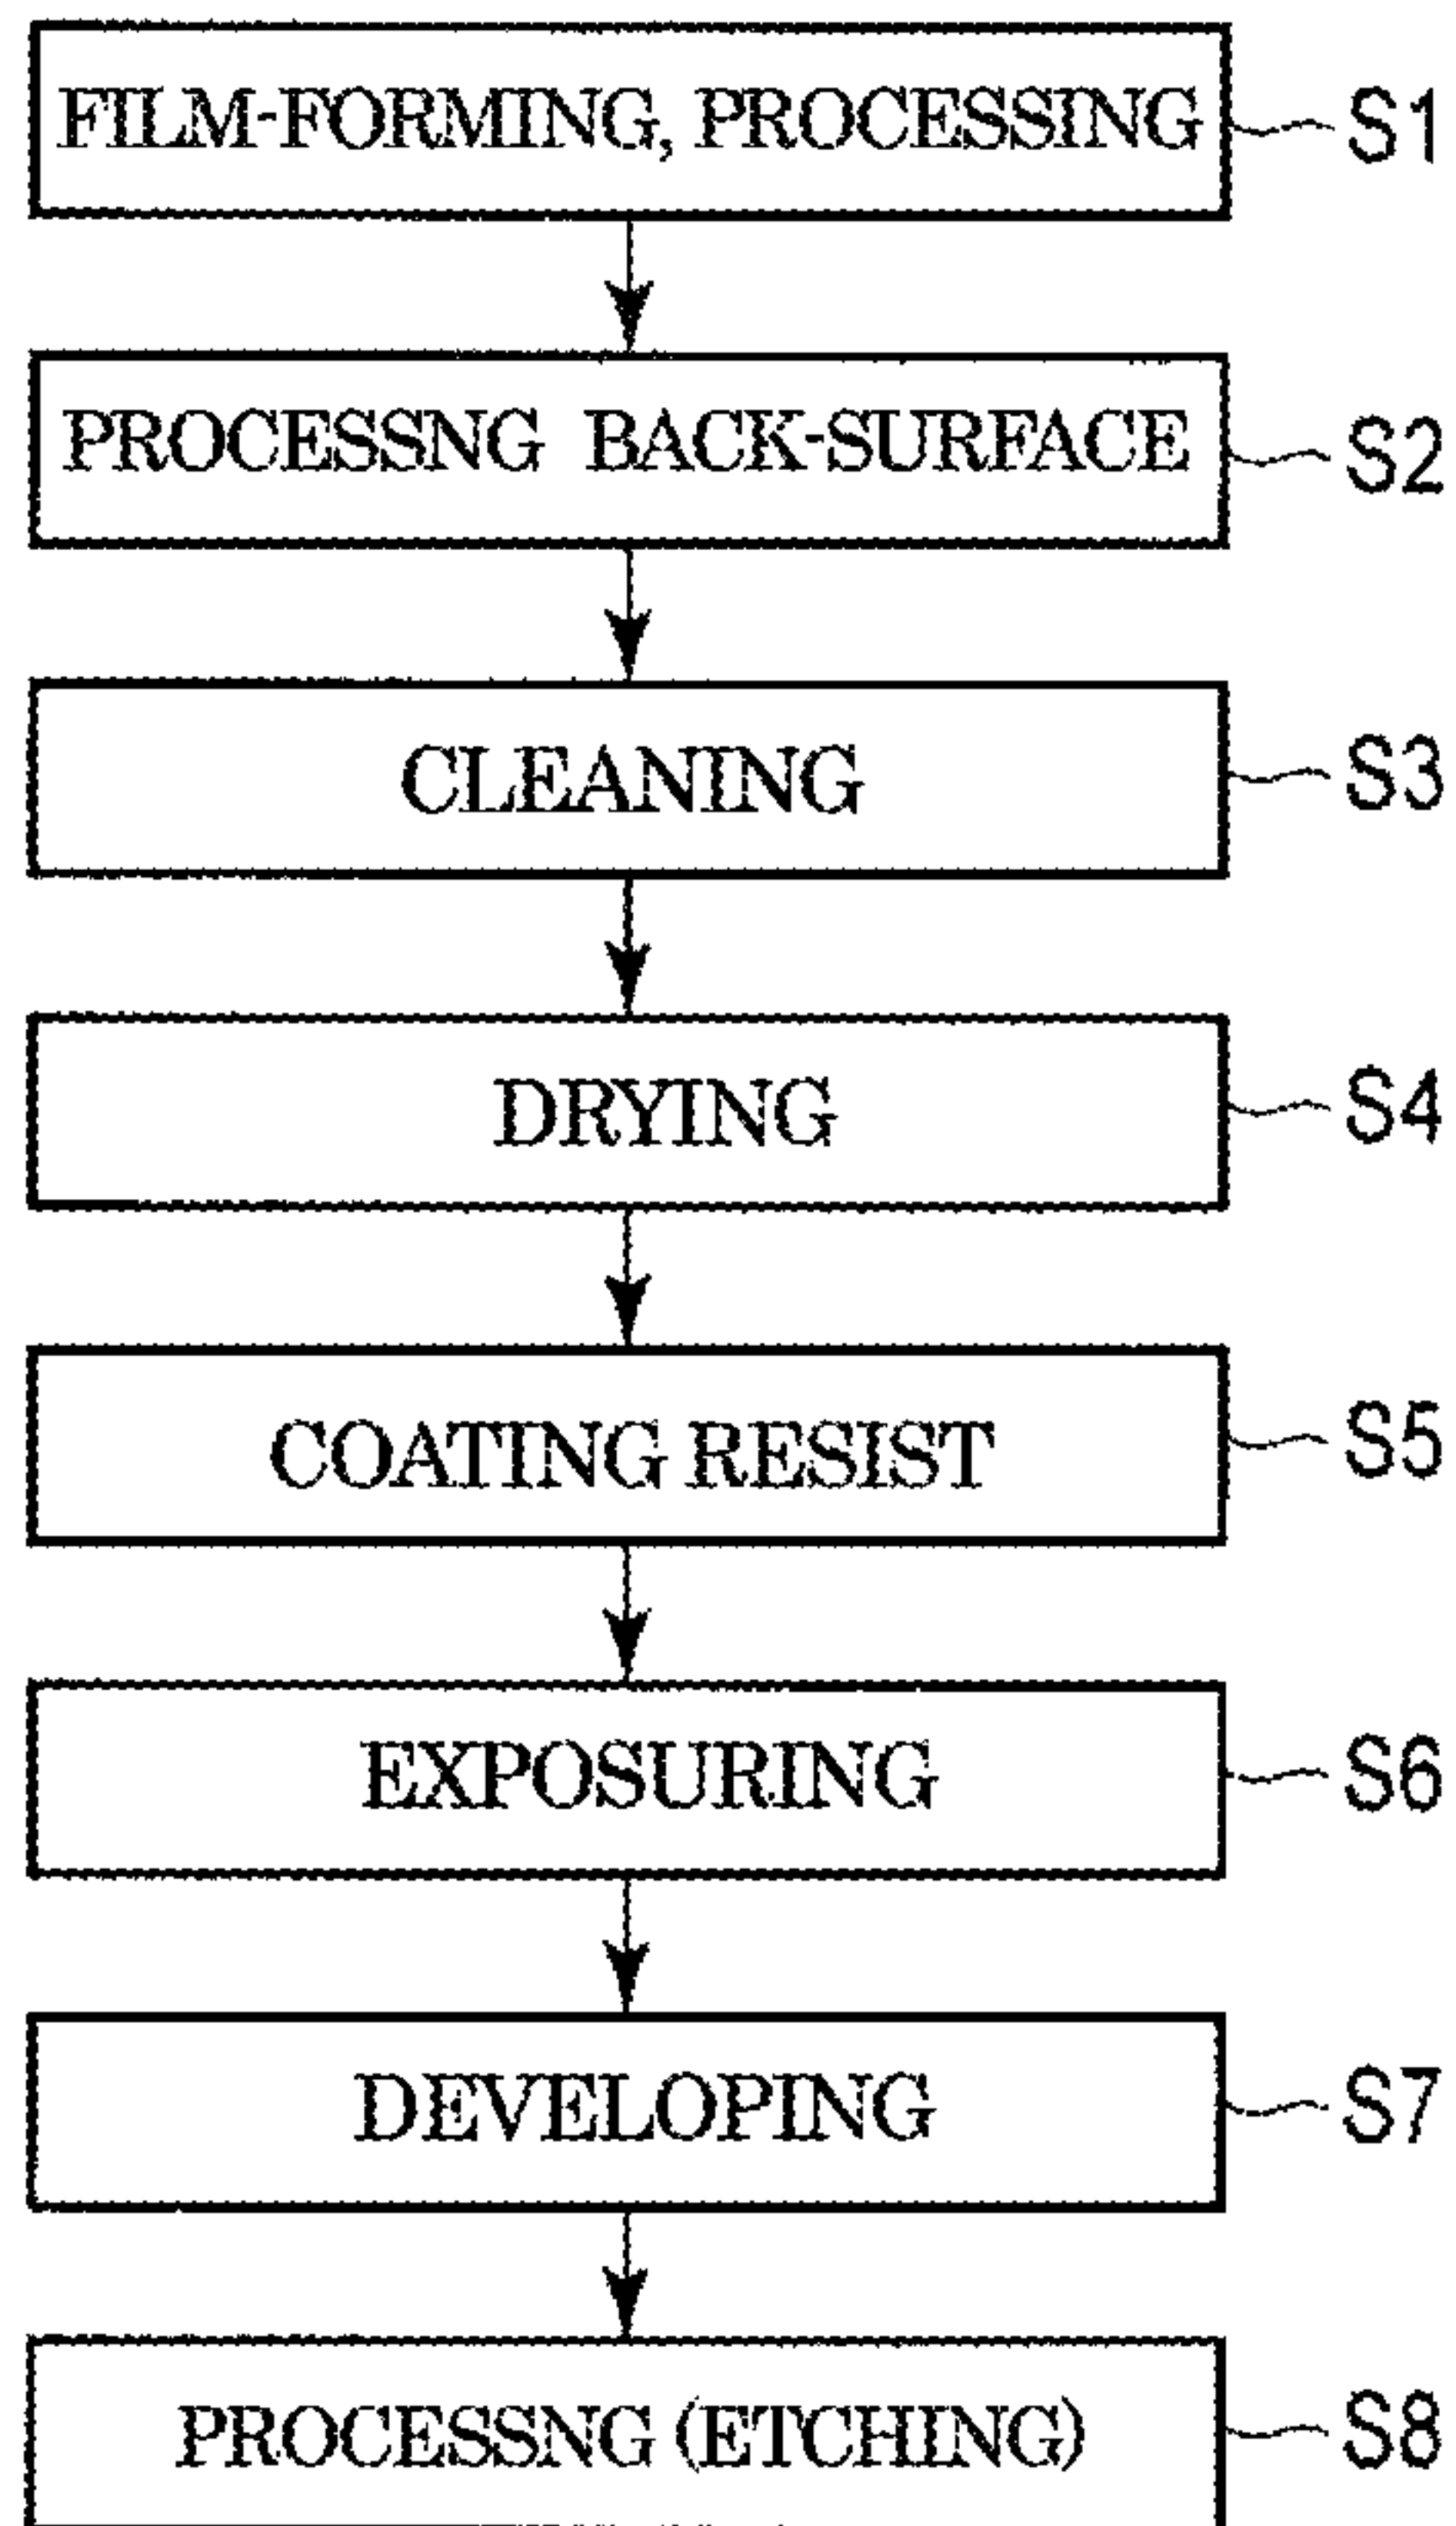 FILM-FORMING, PROCESSING S1
PROCESSNG BACK-SURFACE S2
CLEANING S3
DRYING S4
COATING RESIST S5
EXPOSURING S6
DEVELOPING S7
PROCESSNG (ETCHING) S8